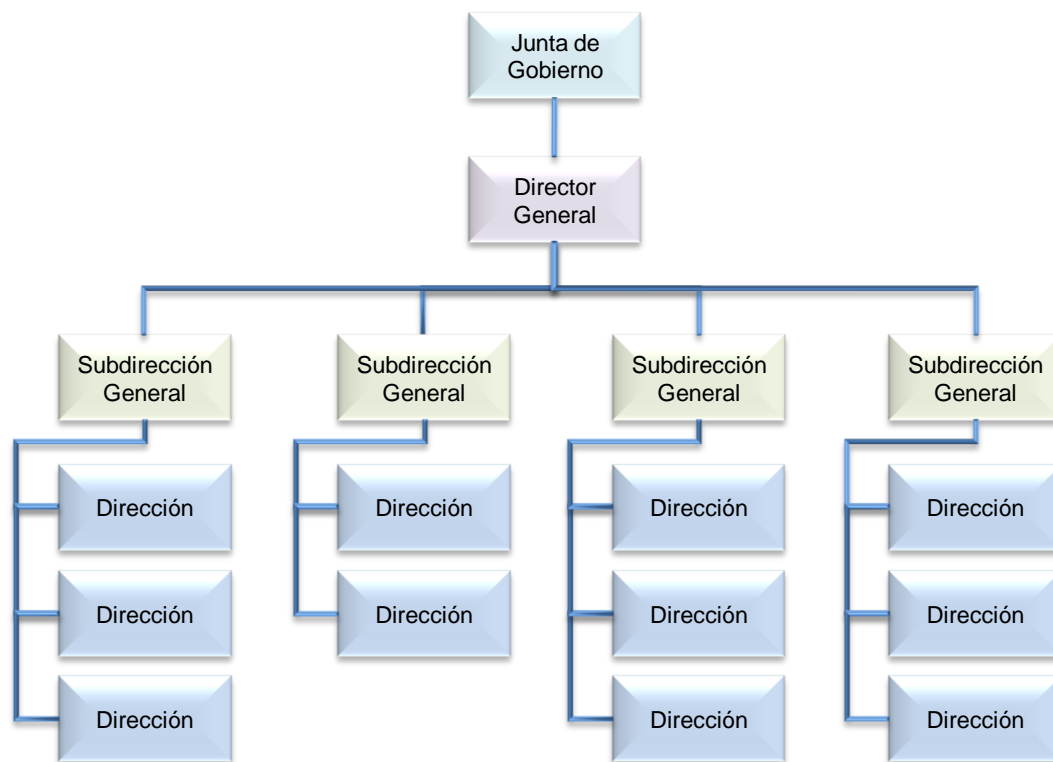 Junta de
Gobierno
Director
General
Subdirección
General
Subdirección
General
Subdirección
General
Subdirección
General
Dirección
Dirección
Dirección
Dirección
Dirección
Dirección
Dirección
Dirección
Dirección
Dirección
Dirección